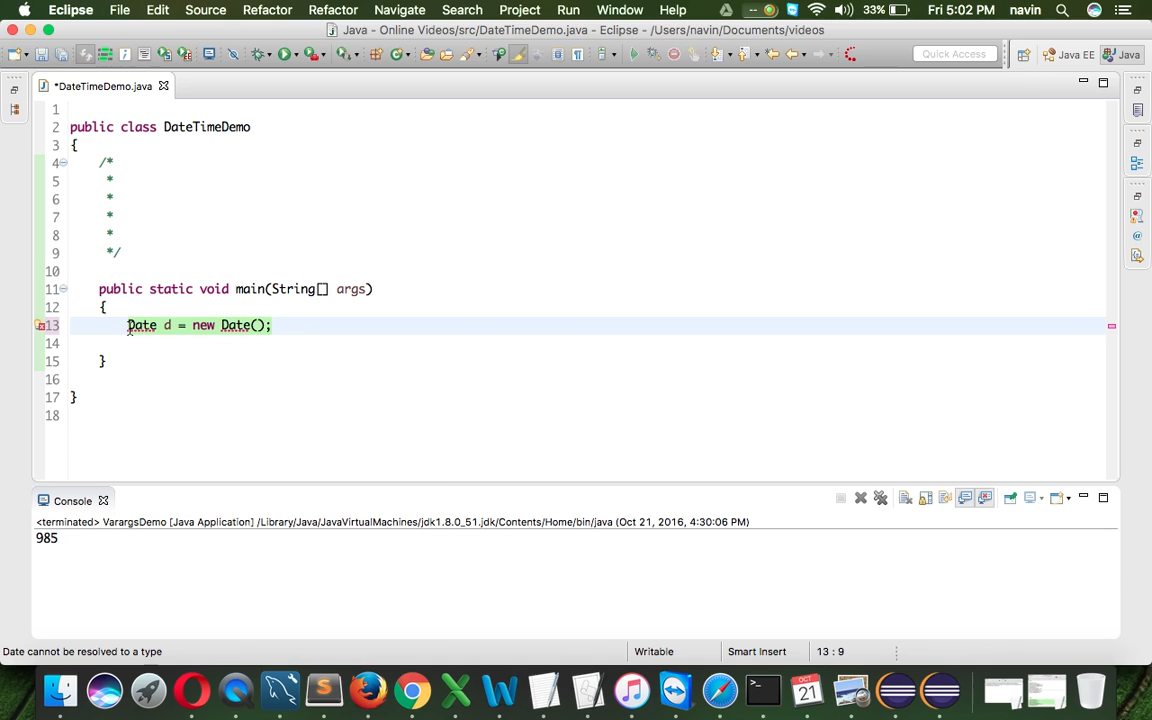 Eclipse File Edit Source Refactor Refactor Navigate Search Project Run Window Help 33% Fri 5:02 PM navin
Java - Online Videos/src/DateTimeDemo.java - Eclipse - /Users/navin/Documents/videos
Quick Access Java EE Java
*DateTimeDemo.java
1
2 public class DateTimeDemo
3 {
4 /*
5 *
6 *
7 *
8 *
9 */
10
11 public static void main(String[] args)
12 {
13 Date d = new Date();
14
15 }
16
17 }
18
Console
<terminated> VarargsDemo [Java Application] /Library/Java/JavaVirtualMachines/jdk1.8.0_51.jdk/Contents/Home/bin/java (Oct 21, 2016, 4:30:06 PM)
985
Date cannot be resolved to a type Writable Smart Insert 13 : 9
OCT
21